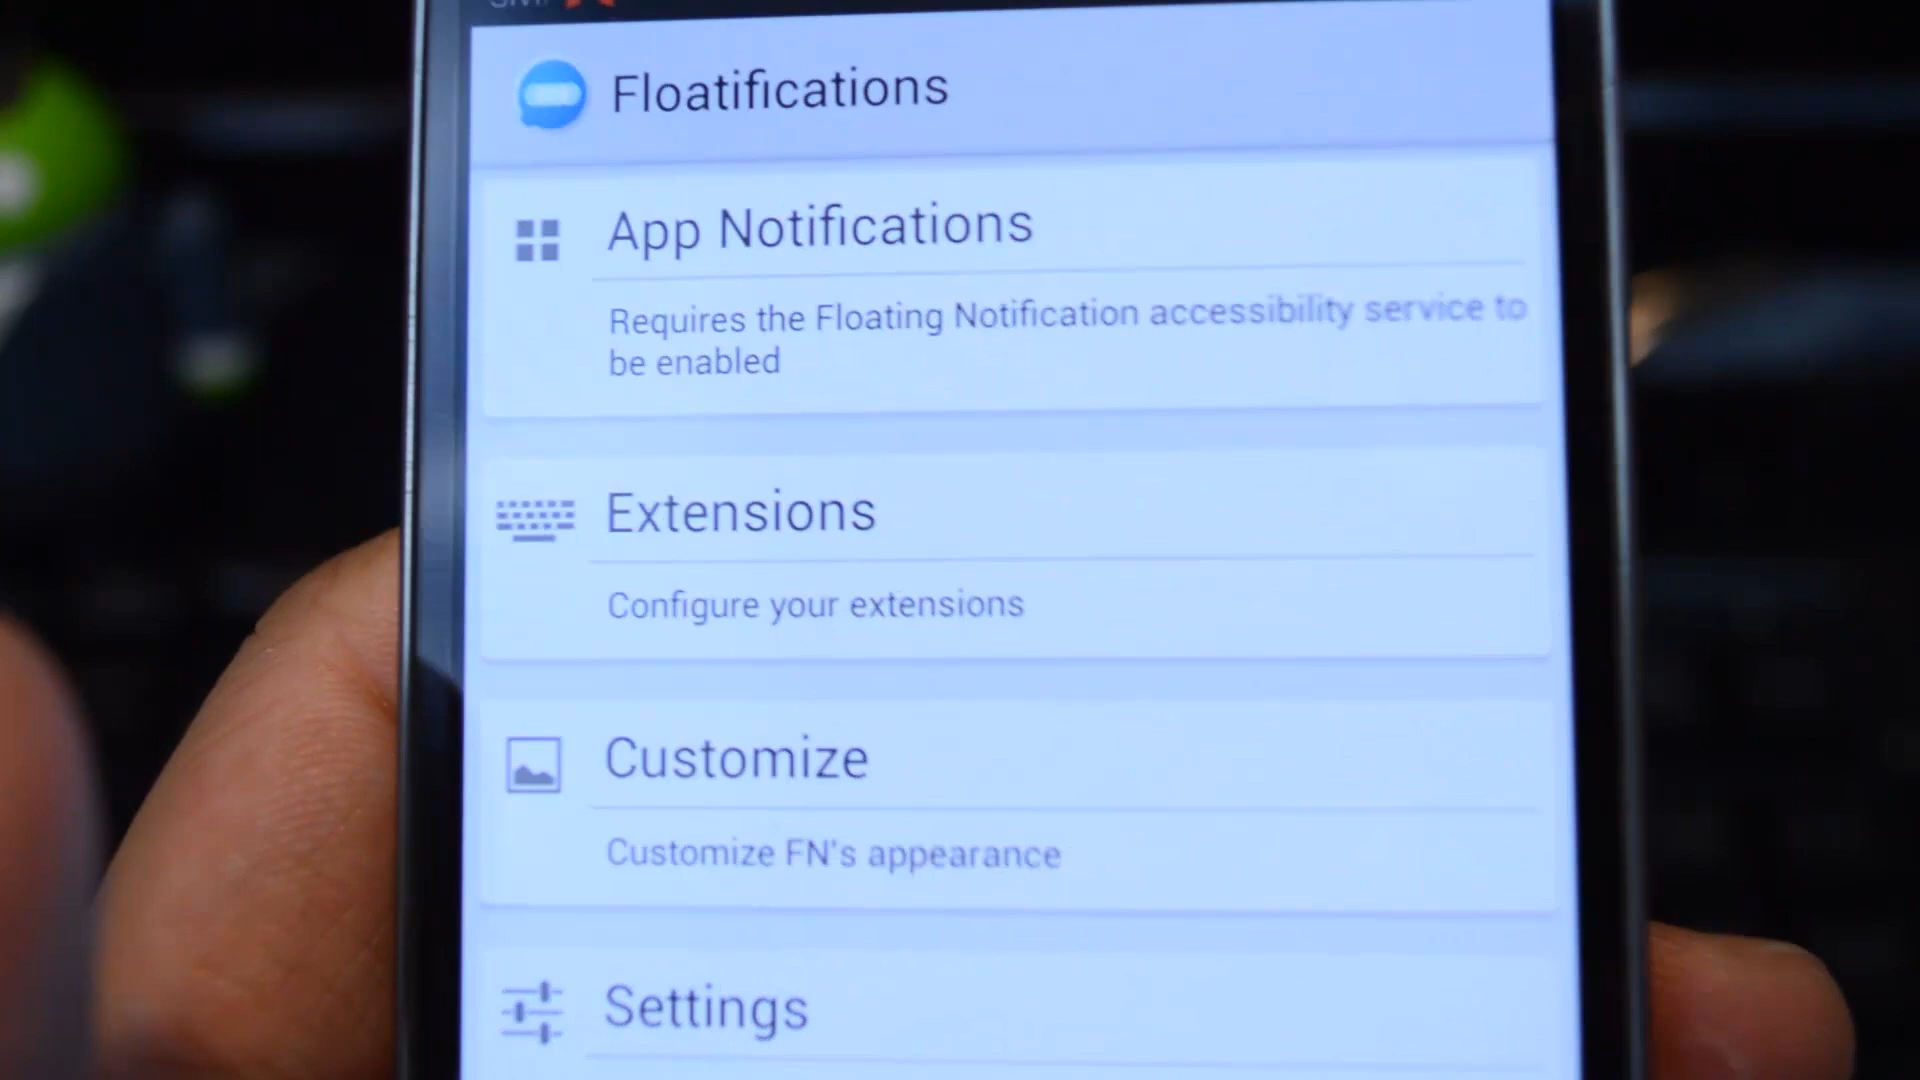 Floatifications
App Notifications
Requires the Floating Notification accessibility service to
be enabled
Extensions
Configure your extensions
Customize
Customize FN's appearance
Settings